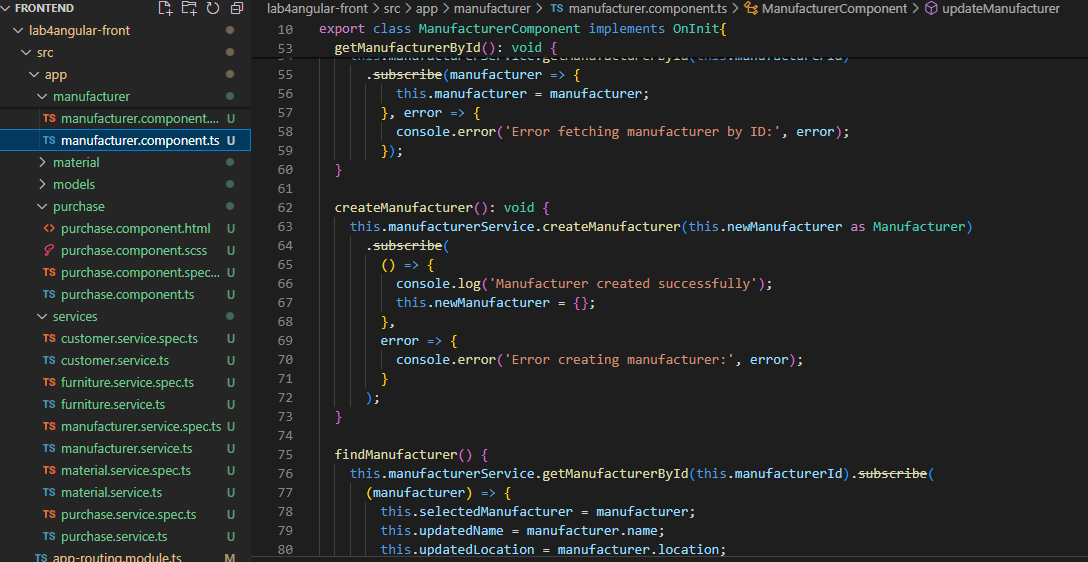 FRONTEND
lab4angular-front
src
app
manufacturer
manufacturer.component.... U
manufacturer.component.ts U
material
models
purchase
purchase.component.html U
purchase.component.scss U
purchase.component.spec... U
purchase.component.ts U
services
customer.service.spec.ts U
customer.service.ts U
furniture.service.spec.ts U
furniture.service.ts U
manufacturer.service.spec.ts U
manufacturer.service.ts U
material.service.spec.ts U
material.service.ts U
purchase.service.spec.ts U
purchase.service.ts U
TS app-routing.module.ts M
lab4angular-front > src > app > manufacturer > TS manufacturer.component.ts > ManufacturerComponent > updateManufacturer
10 export class ManufacturerComponent implements OnInit{
53 getManufacturerById(): void {
54 this.manufacturerService.getManufacturerById(this.manufacturerId)
55 .subscribe(manufacturer => {
56 this.manufacturer = manufacturer;
57 }, error => {
58 console.error('Error fetching manufacturer by ID:', error);
59 });
60 }
61
62 createManufacturer(): void {
63 this.manufacturerService.createManufacturer(this.newManufacturer as Manufacturer)
64 .subscribe(
65 () => {
66 console.log('Manufacturer created successfully');
67 this.newManufacturer = {};
68 },
69 error => {
70 console.error('Error creating manufacturer:', error);
71 }
72 );
73 }
74
75 findManufacturer() {
76 this.manufacturerService.getManufacturerById(this.manufacturerId).subscribe(
77 (manufacturer) => {
78 this.selectedManufacturer = manufacturer;
79 this.updatedName = manufacturer.name;
80 this.updatedLocation = manufacturer.location;